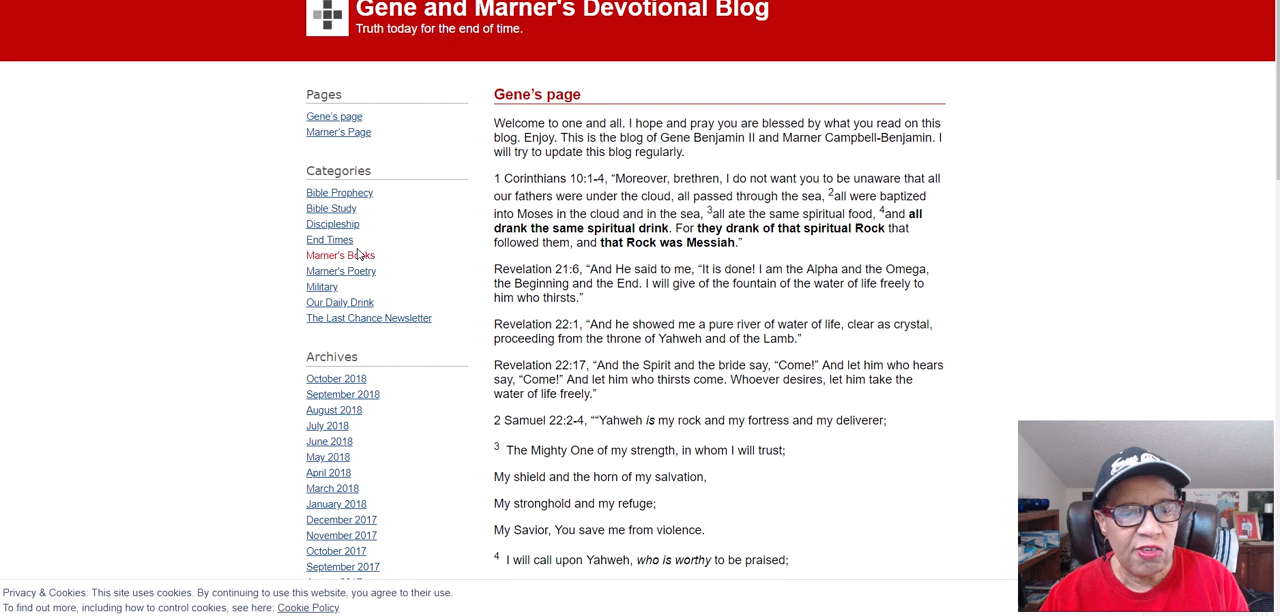 Gene and Marner's Devotional Blog
Truth today for the end of time.
Pages
Gene's page
Marner's Page
Categories
Bible Prophecy
Bible Study
Discipleship
End Times
Marner's Books
Marner's Poetry
Military
Our Daily Drink
The Last Chance Newsletter
Archives
October 2018
September 2018
August 2018
July 2018
June 2018
May 2018
April 2018
March 2018
January 2018
December 2017
November 2017
October 2017
September 2017
Gene's page
Welcome to one and all. I hope and pray you are blessed by what you read on this
blog. Enjoy. This is the blog of Gene Benjamin II and Marner Campbell-Benjamin. I
will try to update this blog regularly.
1 Corinthians 10:1-4, “Moreover, brethren, I do not want you to be unaware that all
our fathers were under the cloud, all passed through the sea, 2all were baptized
into Moses in the cloud and in the sea, 3all ate the same spiritual food, 4and all
drank the same spiritual drink. For they drank of that spiritual Rock that
followed them, and that Rock was Messiah.”
Revelation 21:6, “And He said to me, “It is done! I am the Alpha and the Omega,
the Beginning and the End. I will give of the fountain of the water of life freely to
him who thirsts.”
Revelation 22:1, “And he showed me a pure river of water of life, clear as crystal,
proceeding from the throne of Yahweh and of the Lamb.”
Revelation 22:17, “And the Spirit and the bride say, “Come!” And let him who hears
say, “Come!” And let him who thirsts come. Whoever desires, let him take the
water of life freely.”
2 Samuel 22:2-4, ““Yahweh is my rock and my fortress and my deliverer;
3 The Mighty One of my strength, in whom I will trust;
My shield and the horn of my salvation,
My stronghold and my refuge;
My Savior, You save me from violence.
4 I will call upon Yahweh, who is worthy to be praised;
Privacy & Cookies: This site uses cookies. By continuing to use this website, you agree to their use.
To find out more, including how to control cookies, see here: Cookie Policy